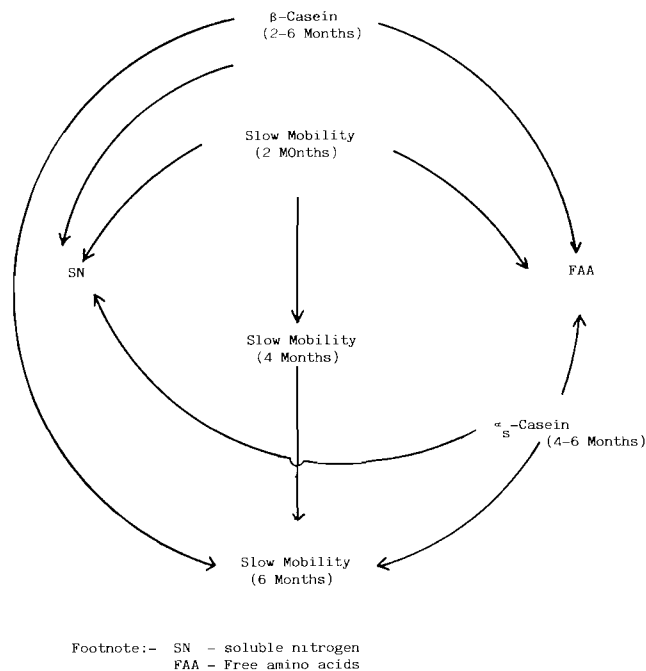 β-Casein
(2-6 Months)
Slow Mobility
(2 MOnths)
SN
FAA
Slow Mobility
(4 Months)
αs-Casein
(4-6 Months)
Slow Mobility
(6 Months)
Footnote:- SN - soluble nitrogen
FAA - Free amino acids